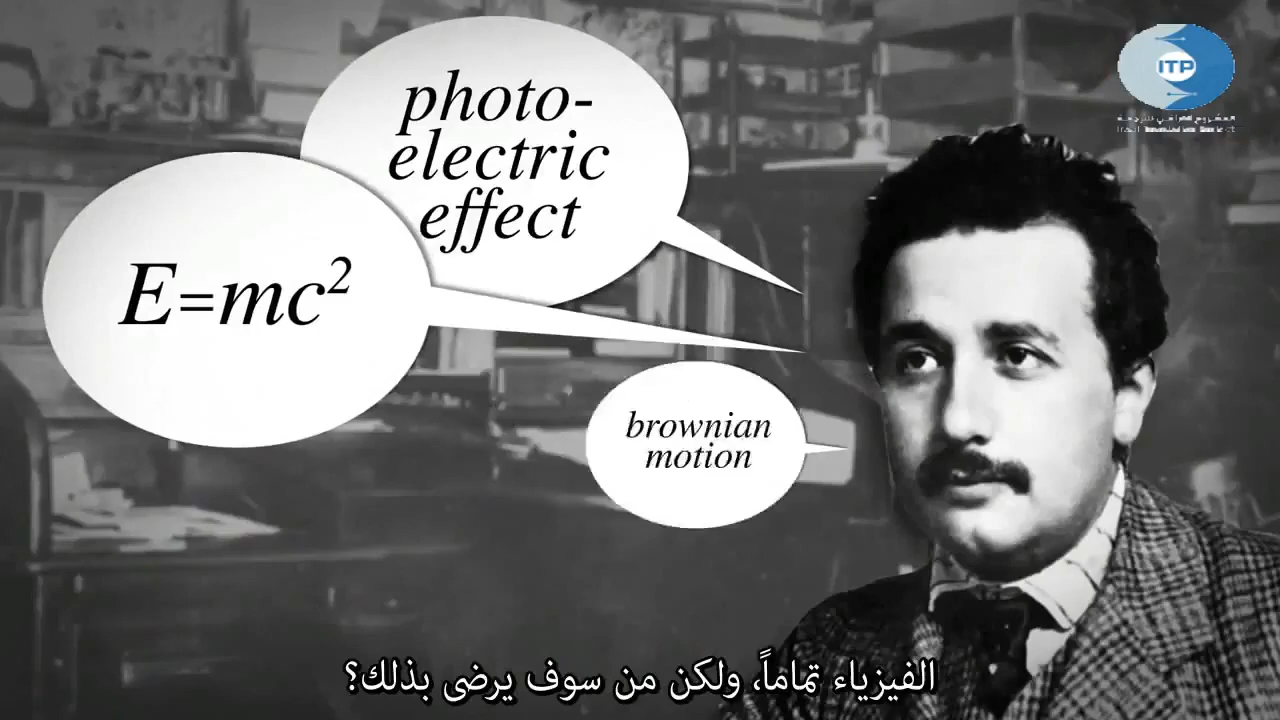 photo-
electric
effect
E=mc²
brownian
motion
ITP
الفيزياء تماماً، ولكن من سوف يرضى بذلك؟